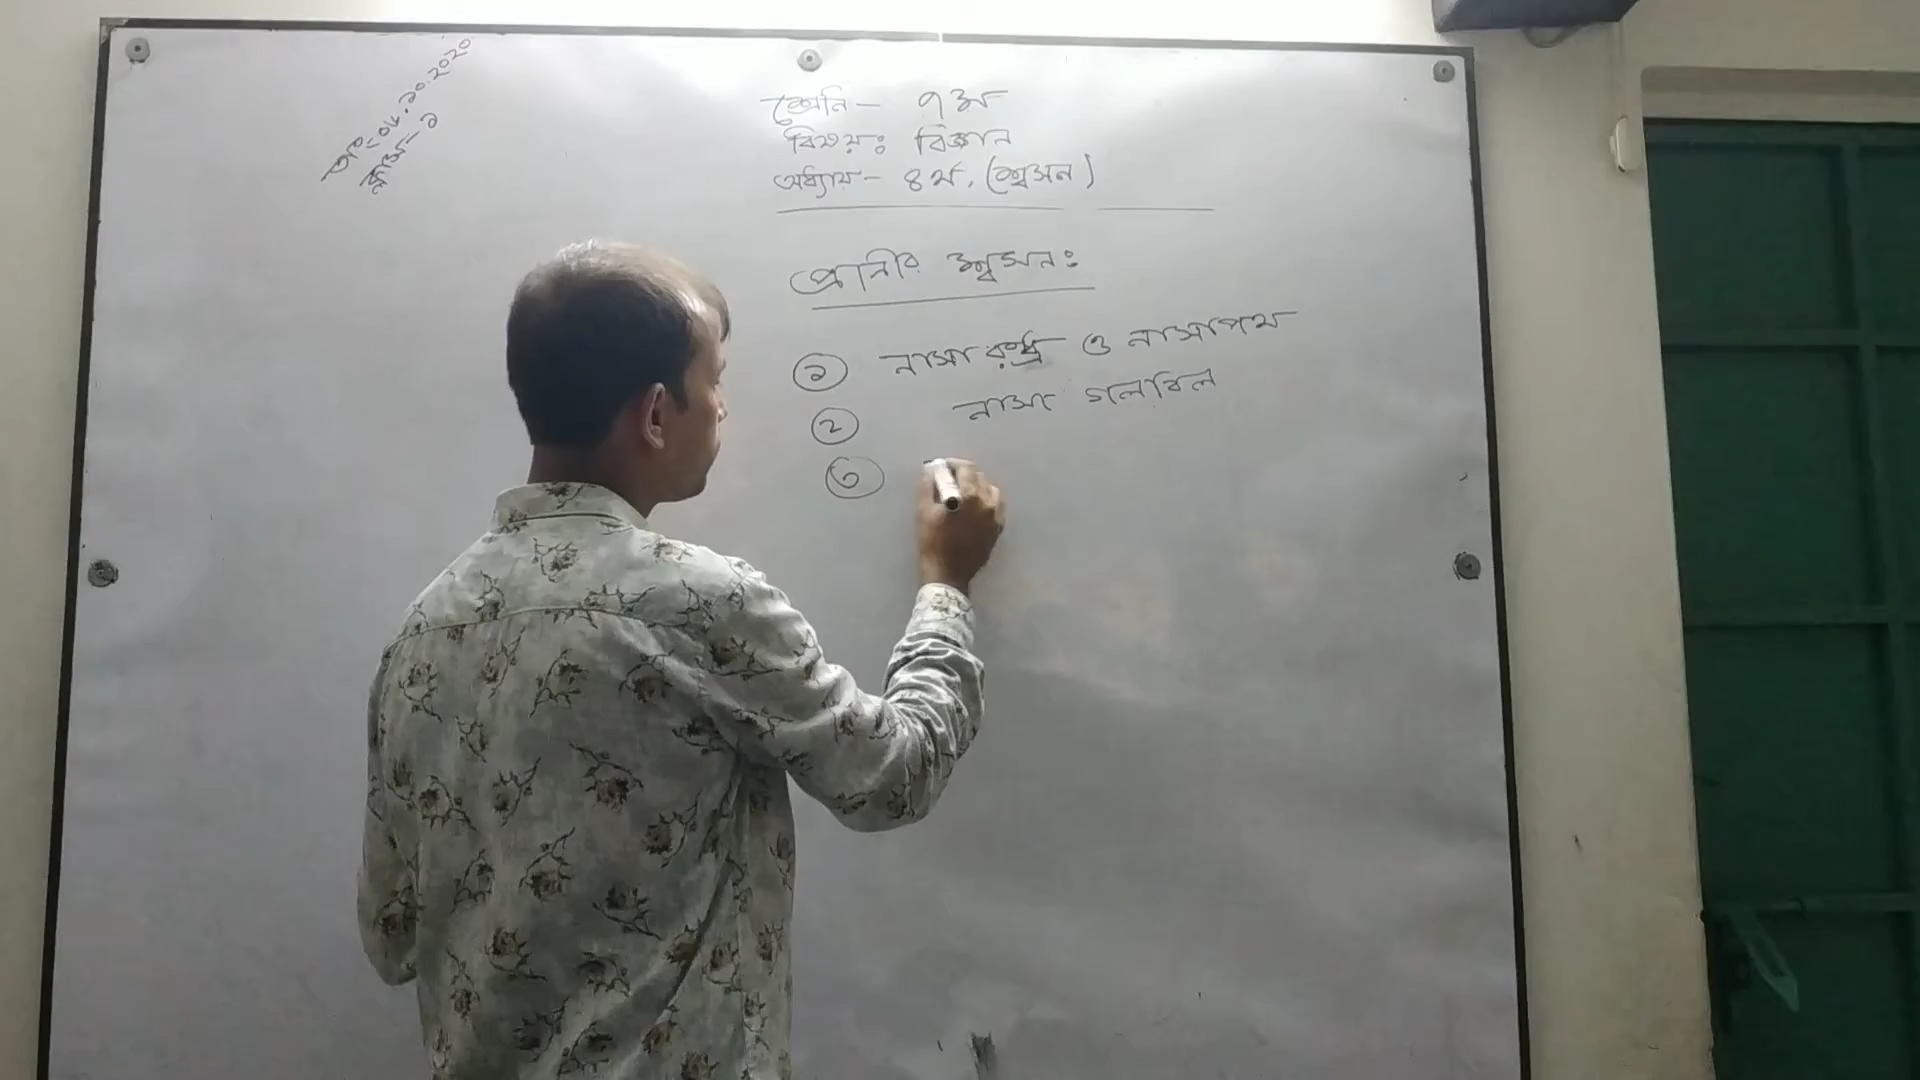 তাং-০৮.১০.২০২০
ক্লাস-১
শ্রেনি- ৭ম
বিষয়ঃ বিজ্ঞান
অধ্যায়- ৪র্থ, (শ্বসন)
প্রানীর শ্বসনঃ
১ নাসারন্ধ্র ও নাসাপথ
২ নাসা গলবিল
৩